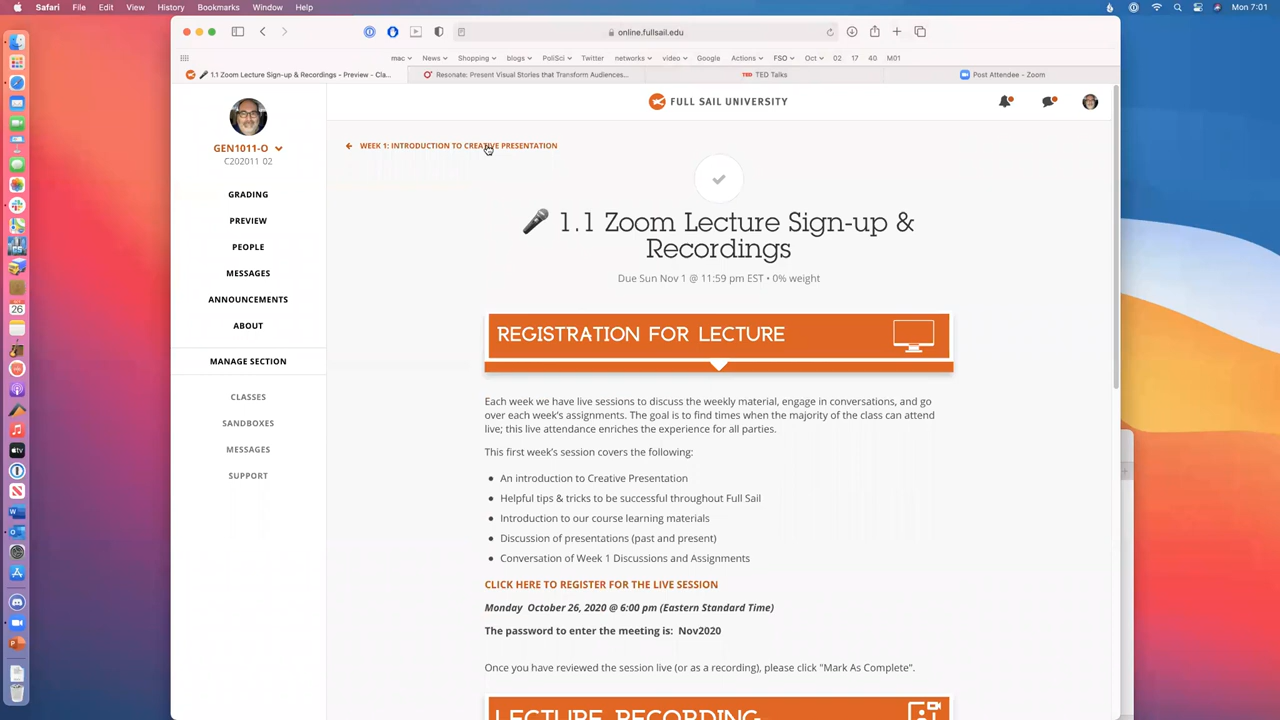 Safari File Edit View History Bookmarks Window Help Mon 7:01
online.fullsail.edu
mac News Shopping blogs PoliSci Twitter networks video Google Actions FSO Oct 02 17 40 M01
1.1 Zoom Lecture Sign-up & Recordings - Preview - Cla... Resonate: Present Visual Stories that Transform Audiences... TED TED Talks Post Attendee - Zoom
FULL SAIL UNIVERSITY
GEN1011-O
C202011 02
GRADING
PREVIEW
PEOPLE
MESSAGES
ANNOUNCEMENTS
ABOUT
MANAGE SECTION
CLASSES
SANDBOXES
MESSAGES
SUPPORT
WEEK 1: INTRODUCTION TO CREATIVE PRESENTATION
1.1 Zoom Lecture Sign-up &
Recordings
Due Sun Nov 1 @ 11:59 pm EST • 0% weight
REGISTRATION FOR LECTURE
Each week we have live sessions to discuss the weekly material, engage in conversations, and go
over each week's assignments. The goal is to find times when the majority of the class can attend
live; this live attendance enriches the experience for all parties.
This first week's session covers the following:
• An introduction to Creative Presentation
• Helpful tips & tricks to be successful throughout Full Sail
• Introduction to our course learning materials
• Discussion of presentations (past and present)
• Conversation of Week 1 Discussions and Assignments
CLICK HERE TO REGISTER FOR THE LIVE SESSION
Monday October 26, 2020 @ 6:00 pm (Eastern Standard Time)
The password to enter the meeting is: Nov2020
Once you have reviewed the session live (or as a recording), please click "Mark As Complete".
LECTURE RECORDING
26
tv